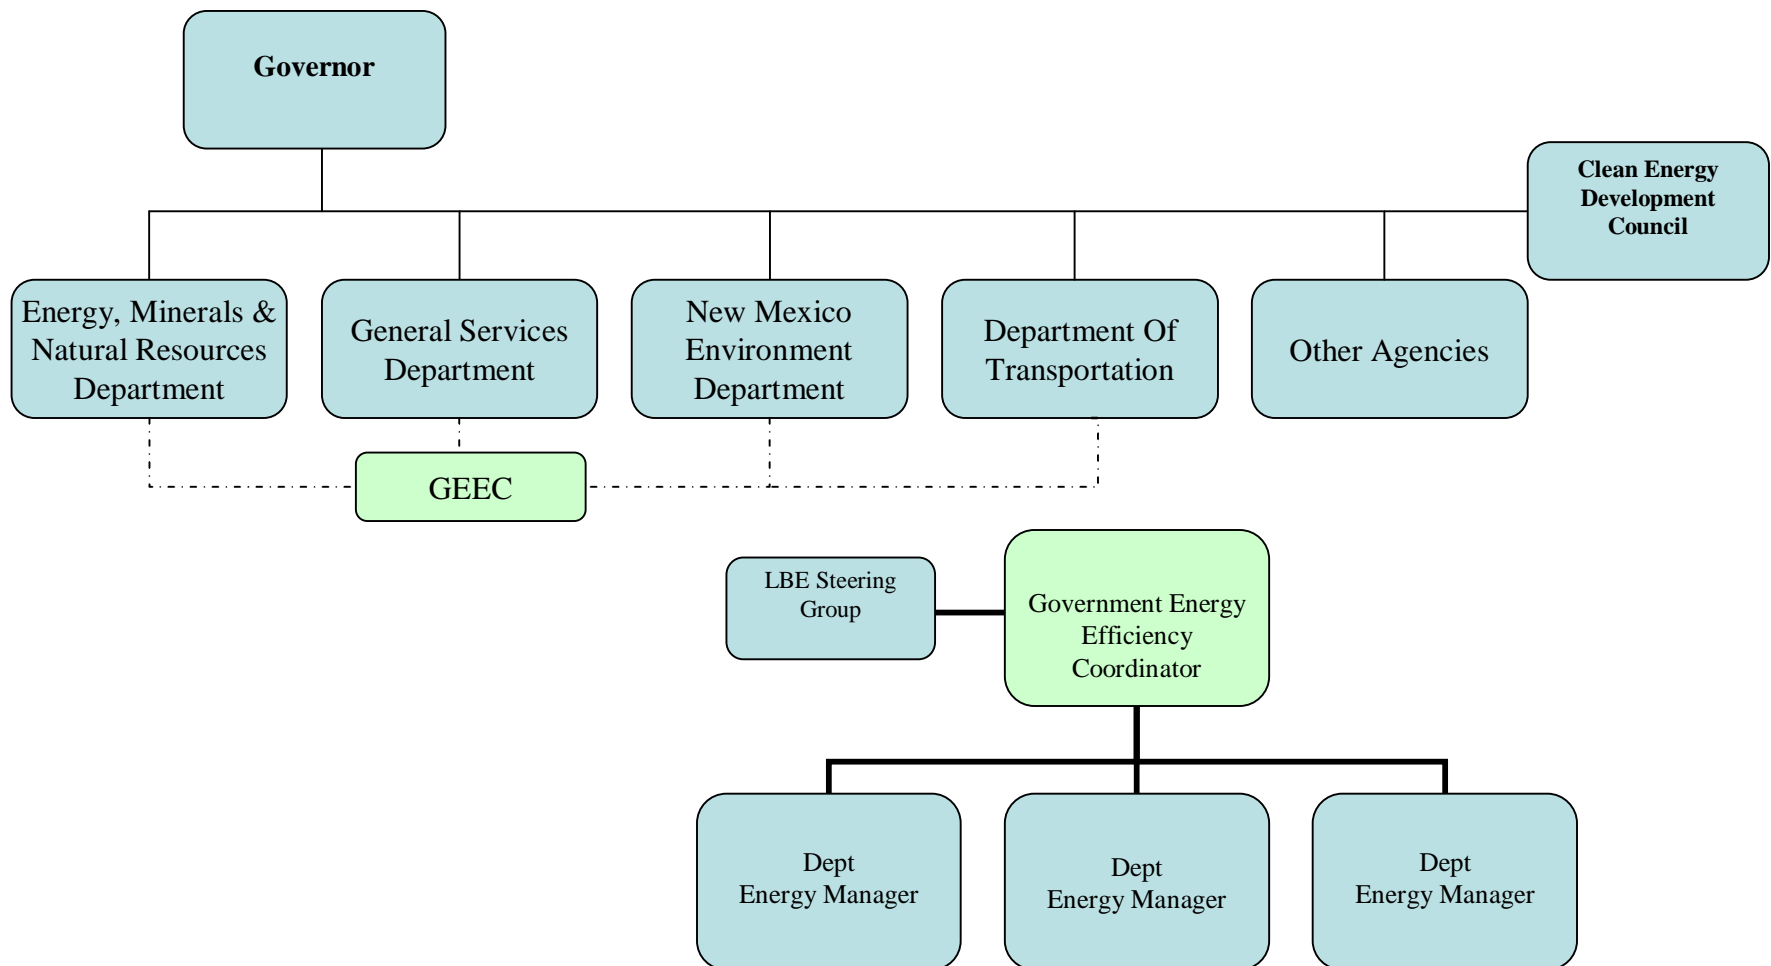 Governor
Clean Energy
Development
Council
Energy, Minerals &
Natural Resources
Department
General Services
Department
New Mexico
Environment
Department
Department Of
Transportation
Other Agencies
GEEC
LBE Steering
Group
Government Energy
Efficiency
Coordinator
Dept
Energy Manager
Dept
Energy Manager
Dept
Energy Manager